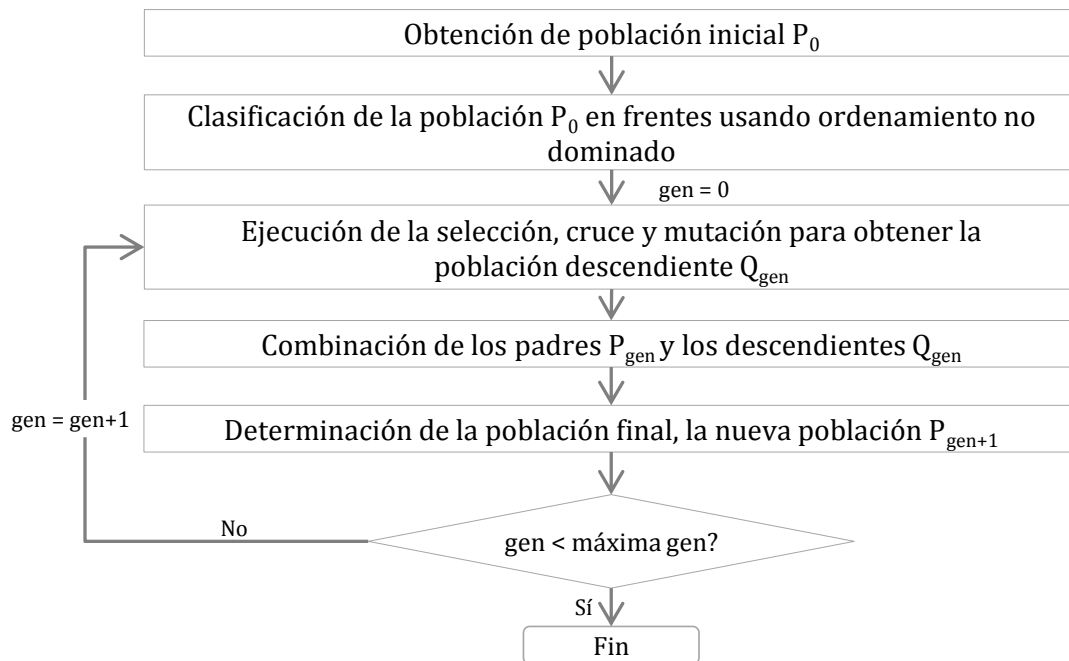 Obtención de población inicial P0
Clasificación de la población P0 en frentes usando ordenamiento no
dominado
gen = 0
Ejecución de la selección, cruce y mutación para obtener la
población descendiente Qgen
Combinación de los padres Pgen y los descendientes Qgen
gen = gen+1
Determinación de la población final, la nueva población Pgen+1
No
gen < máxima gen?
Sí
Fin